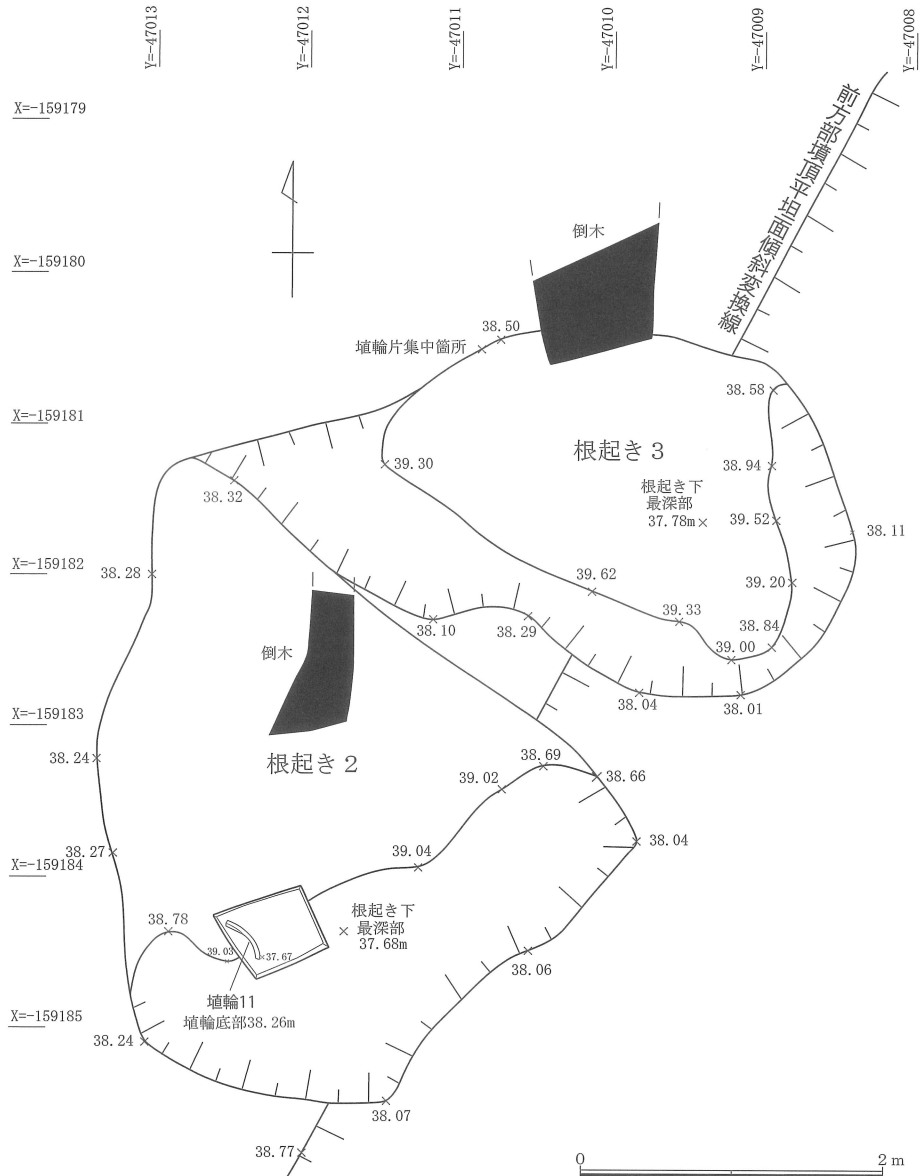 Y=-47013
Y=-47012
Y=-47011
Y=-47010
Y=-47009
Y=-47008
X=-159179
前方部墳頂平坦面傾斜変換線
倒木
X=-159180
38.50
埴輪片集中箇所
38.58
X=-159181
根起き3
39.30
38.94
38.32
根起き下
最深部
37.78m
39.52
38.11
X=-159182
38.28
39.62
39.20
39.33
38.10
38.29
38.84
39.00
倒木
38.04
38.01
X=-159183
38.24
根起き2
38.69
39.02
38.66
38.04
38.27
39.04
X=-159184
38.78
根起き下
最深部
37.68m
39.03
37.67
38.06
埴輪11
埴輪底部38.26m
X=-159185
38.24
38.07
38.77
0
2m